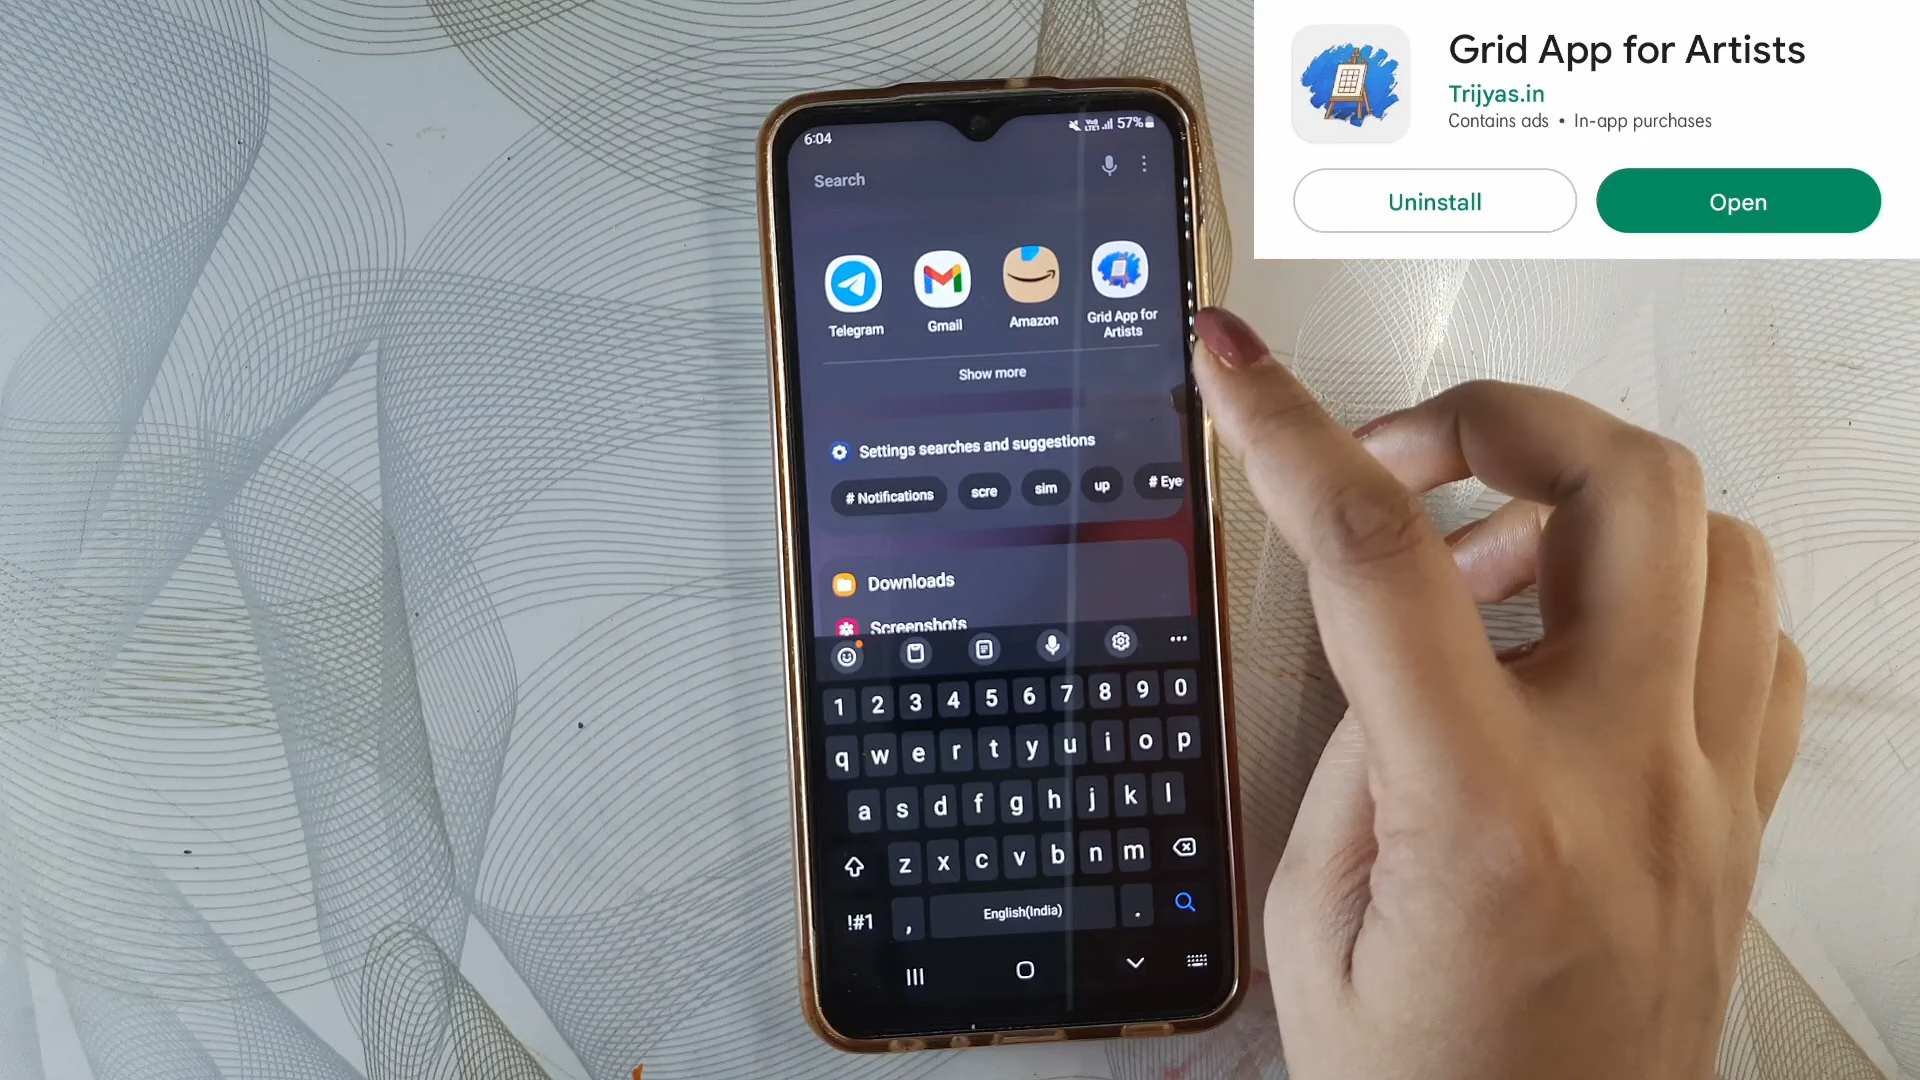 Grid App for Artists
Trijyas.in
Contains ads • In-app purchases
Uninstall
Open
6:04
57%
Search
Telegram
Gmail
Amazon
Grid App for
Artists
Show more
Settings searches and suggestions
# Notifications
scre
sim
up
# Eye
Downloads
Screenshots
1 2 3 4 5 6 7 8 9 0
q w e r t y u i o p
a s d f g h j k l
z x c v b n m
!#1 , English(India) .